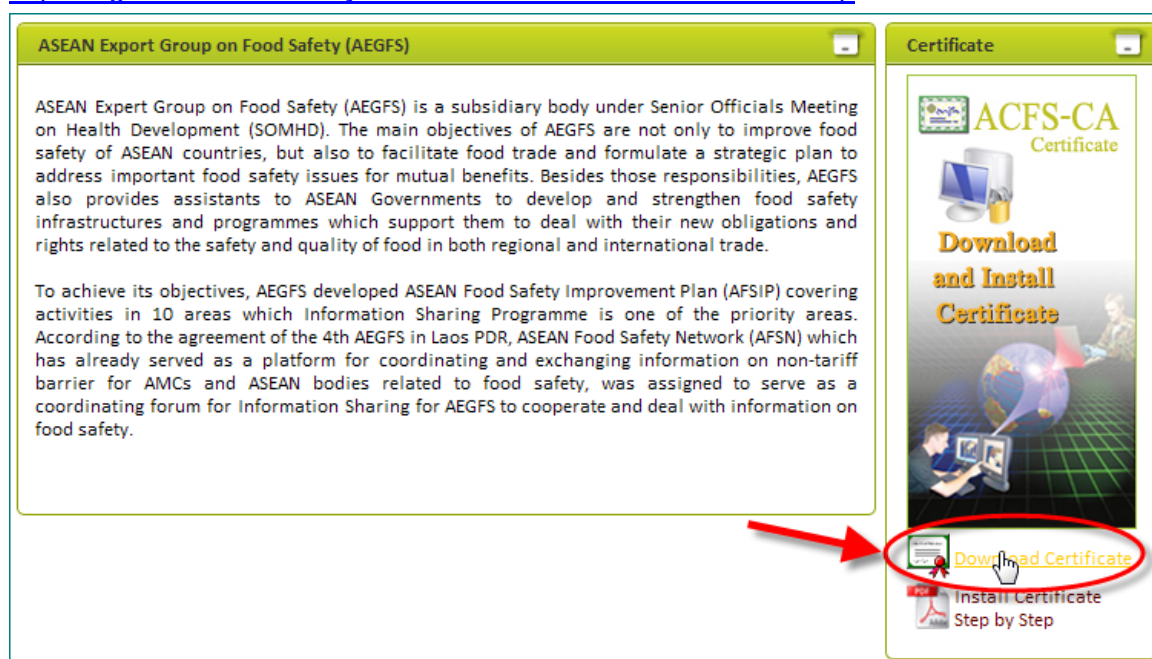 ASEAN Export Group on Food Safety (AEGFS)
ASEAN Expert Group on Food Safety (AEGFS) is a subsidiary body under Senior Officials Meeting
on Health Development (SOMHD). The main objectives of AEGFS are not only to improve food
safety of ASEAN countries, but also to facilitate food trade and formulate a strategic plan to
address important food safety issues for mutual benefits. Besides those responsibilities, AEGFS
also provides assistants to ASEAN Governments to develop and strengthen food safety
infrastructures and programmes which support them to deal with their new obligations and
rights related to the safety and quality of food in both regional and international trade.
To achieve its objectives, AEGFS developed ASEAN Food Safety Improvement Plan (AFSIP) covering
activities in 10 areas which Information Sharing Programme is one of the priority areas.
According to the agreement of the 4th AEGFS in Laos PDR, ASEAN Food Safety Network (AFSN) which
has already served as a platform for coordinating and exchanging information on non-tariff
barrier for AMCs and ASEAN bodies related to food safety, was assigned to serve as a
coordinating forum for Information Sharing for AEGFS to cooperate and deal with information on
food safety.
Certificate
ACFS-CA
Certificate
Download
and Install
Certificate
Download Certificate
PDF
Install Certificate
Step by Step